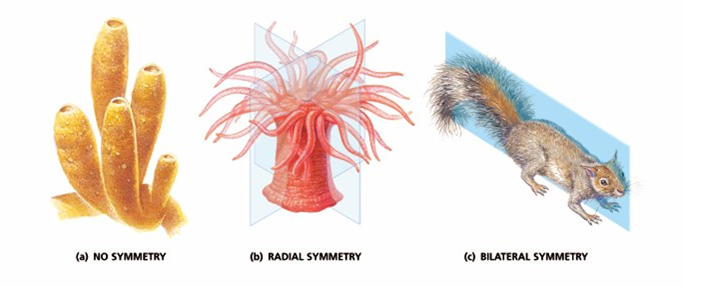 (a) NO SYMMETRY
(b) RADIAL SYMMETRY
(c) BILATERAL SYMMETRY